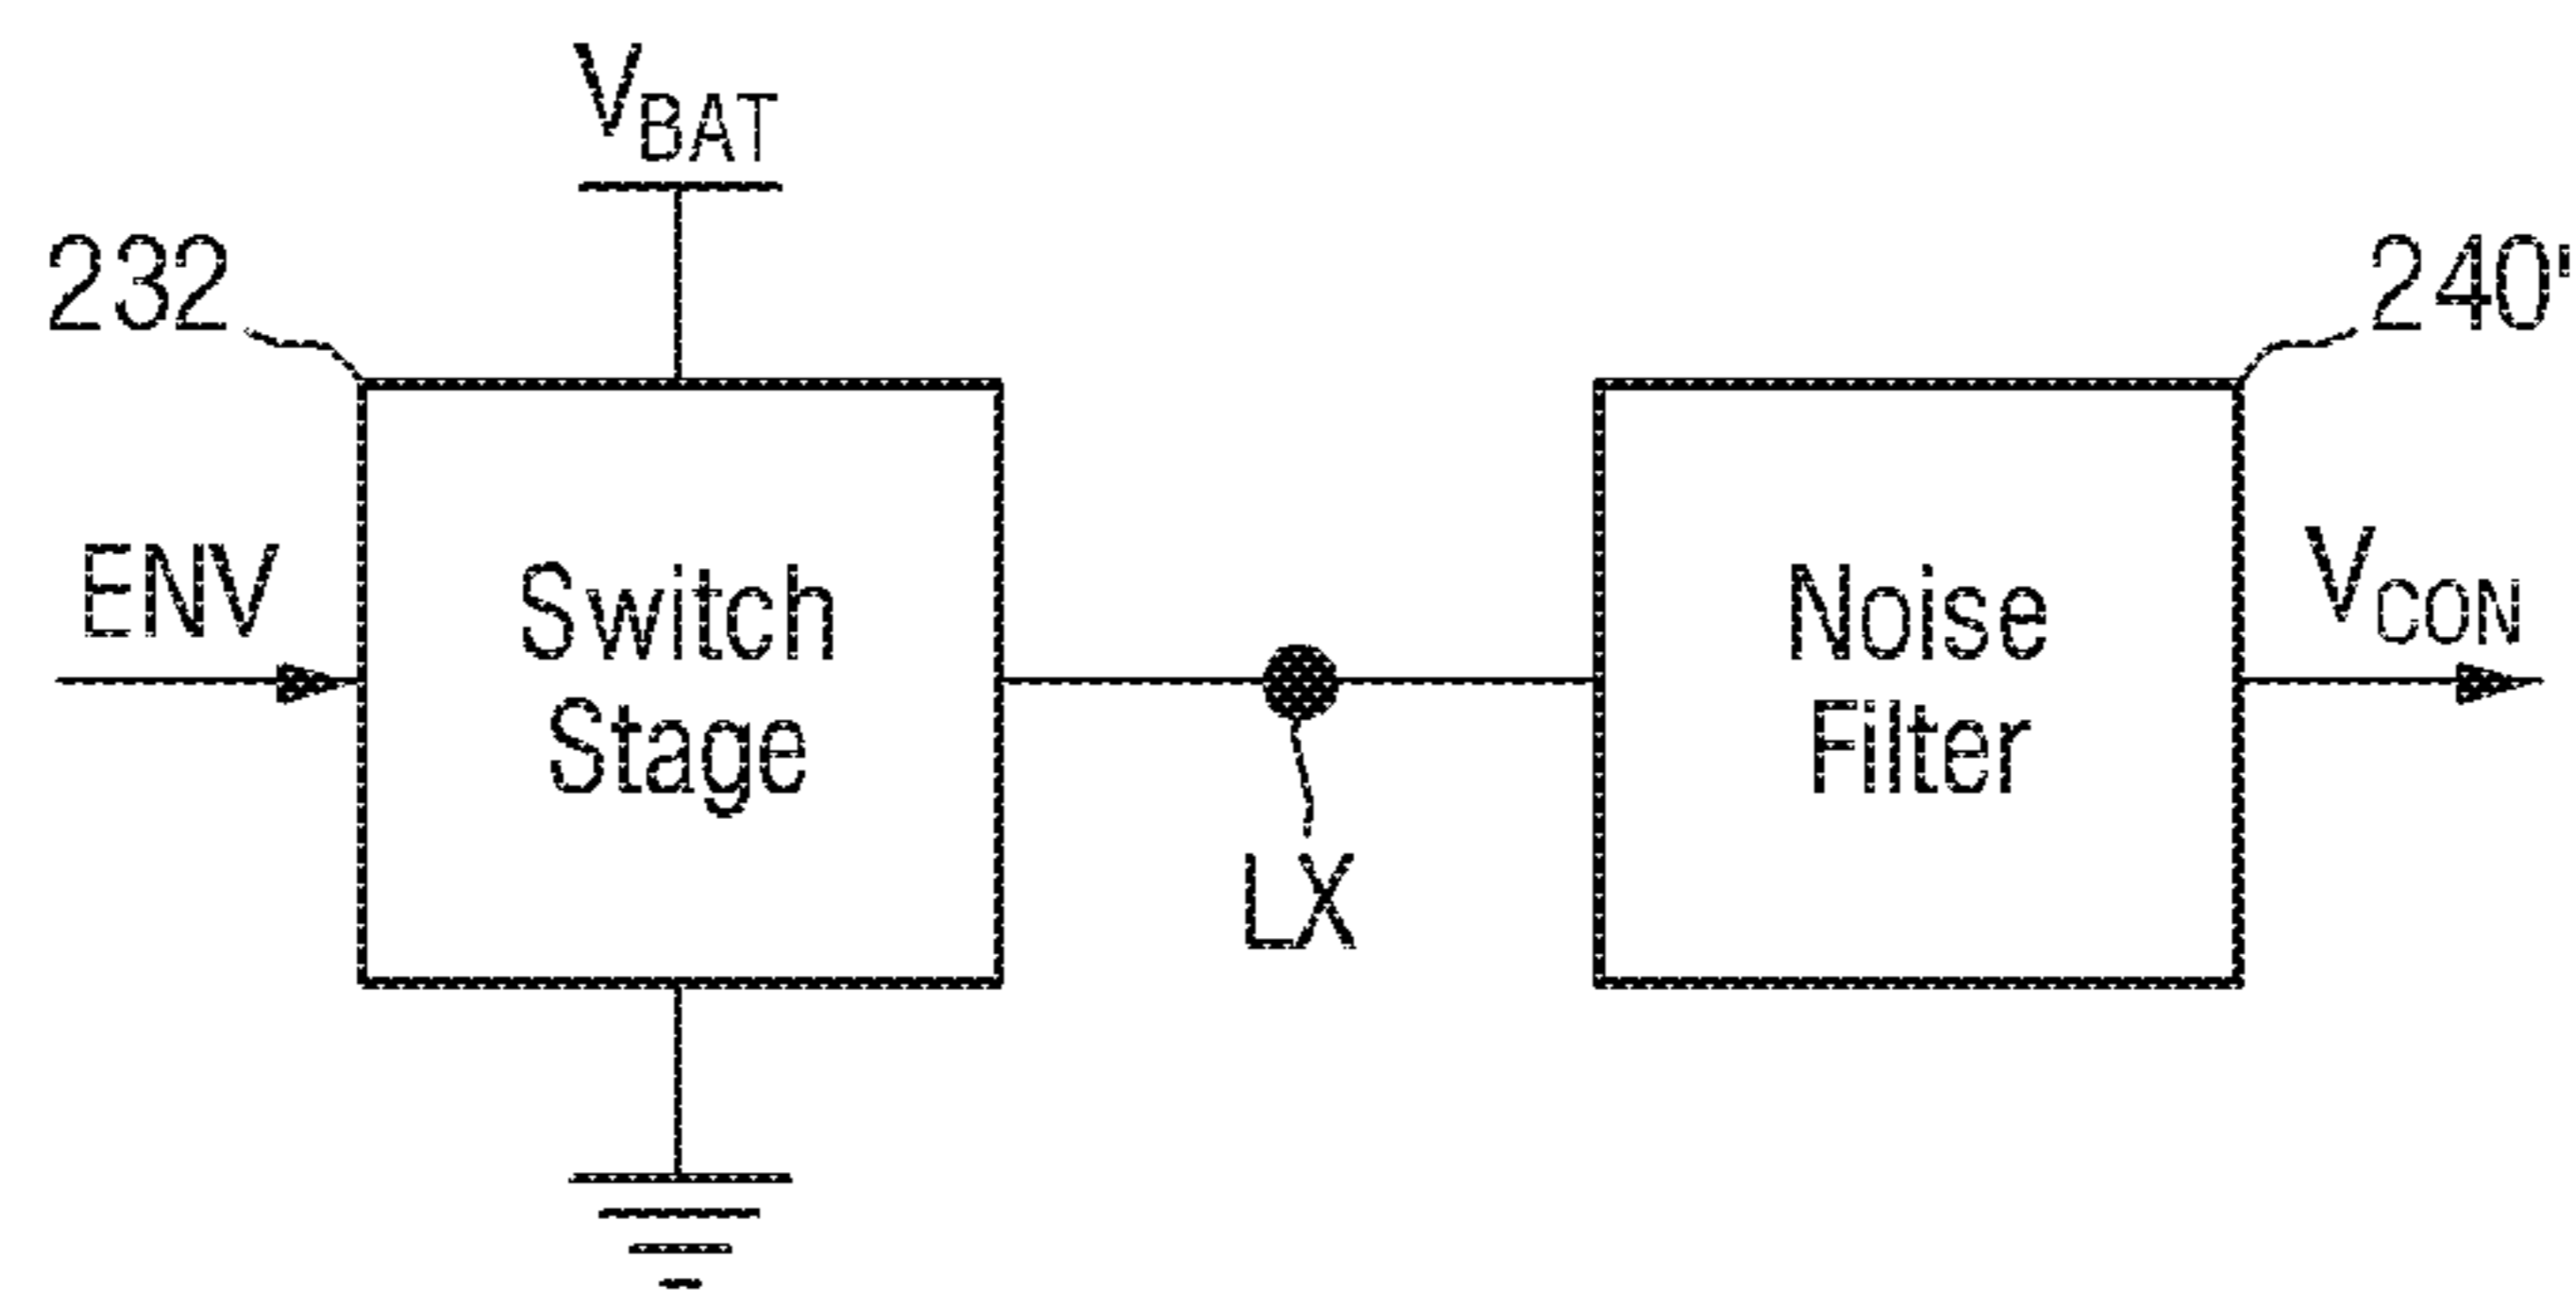 VBAT
232
240'
ENV
Switch
Stage
Noise
Filter
VCON
LX